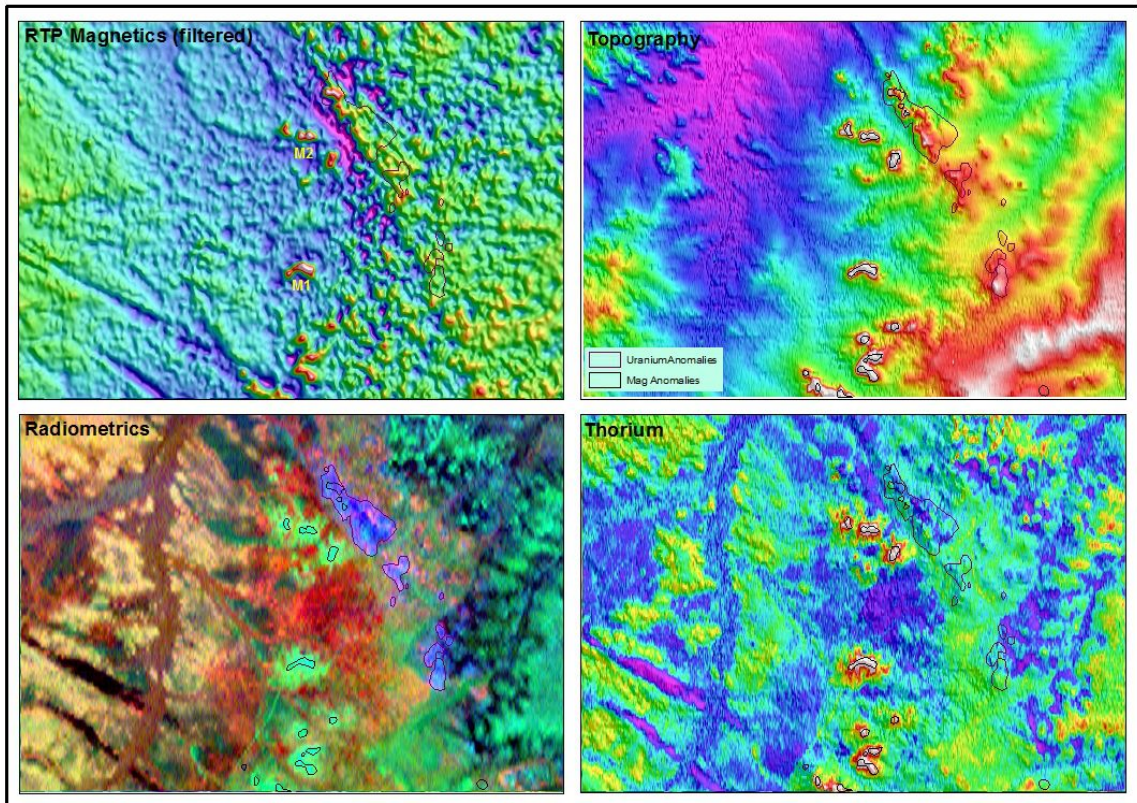 RTP Magnetics (filtered)
Topography
M2
M1
UraniumAnomalies
Mag Anomalies
Radiometrics
Thorium